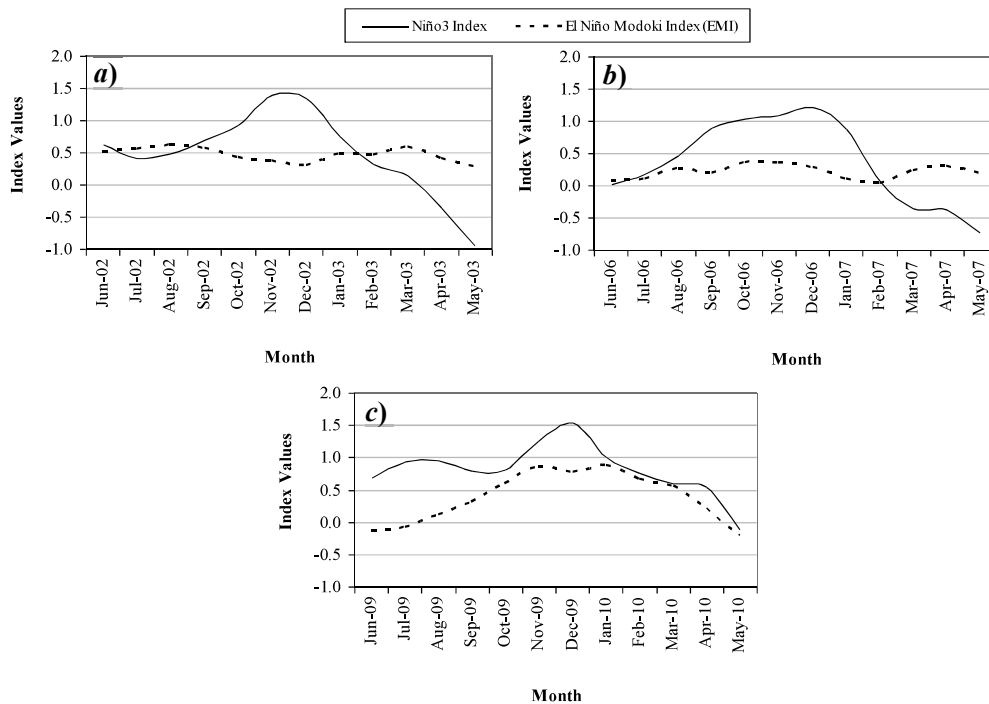 Niño3 Index
El Niño Modoki Index (EMI)
a)
Index Values
2.0
1.5
1.0
0.5
0.0
-0.5
-1.0
Jun-02
Jul-02
Aug-02
Sep-02
Oct-02
Nov-02
Dec-02
Jan-03
Feb-03
Mar-03
Apr-03
May-03
Month
b)
Index Values
2.0
1.5
1.0
0.5
0.0
-0.5
-1.0
Jun-06
Jul-06
Aug-06
Sep-06
Oct-06
Nov-06
Dec-06
Jan-07
Feb-07
Mar-07
Apr-07
May-07
Month
c)
Index Values
2.0
1.5
1.0
0.5
0.0
-0.5
-1.0
Jun-09
Jul-09
Aug-09
Sep-09
Oct-09
Nov-09
Dec-09
Jan-10
Feb-10
Mar-10
Apr-10
May-10
Month